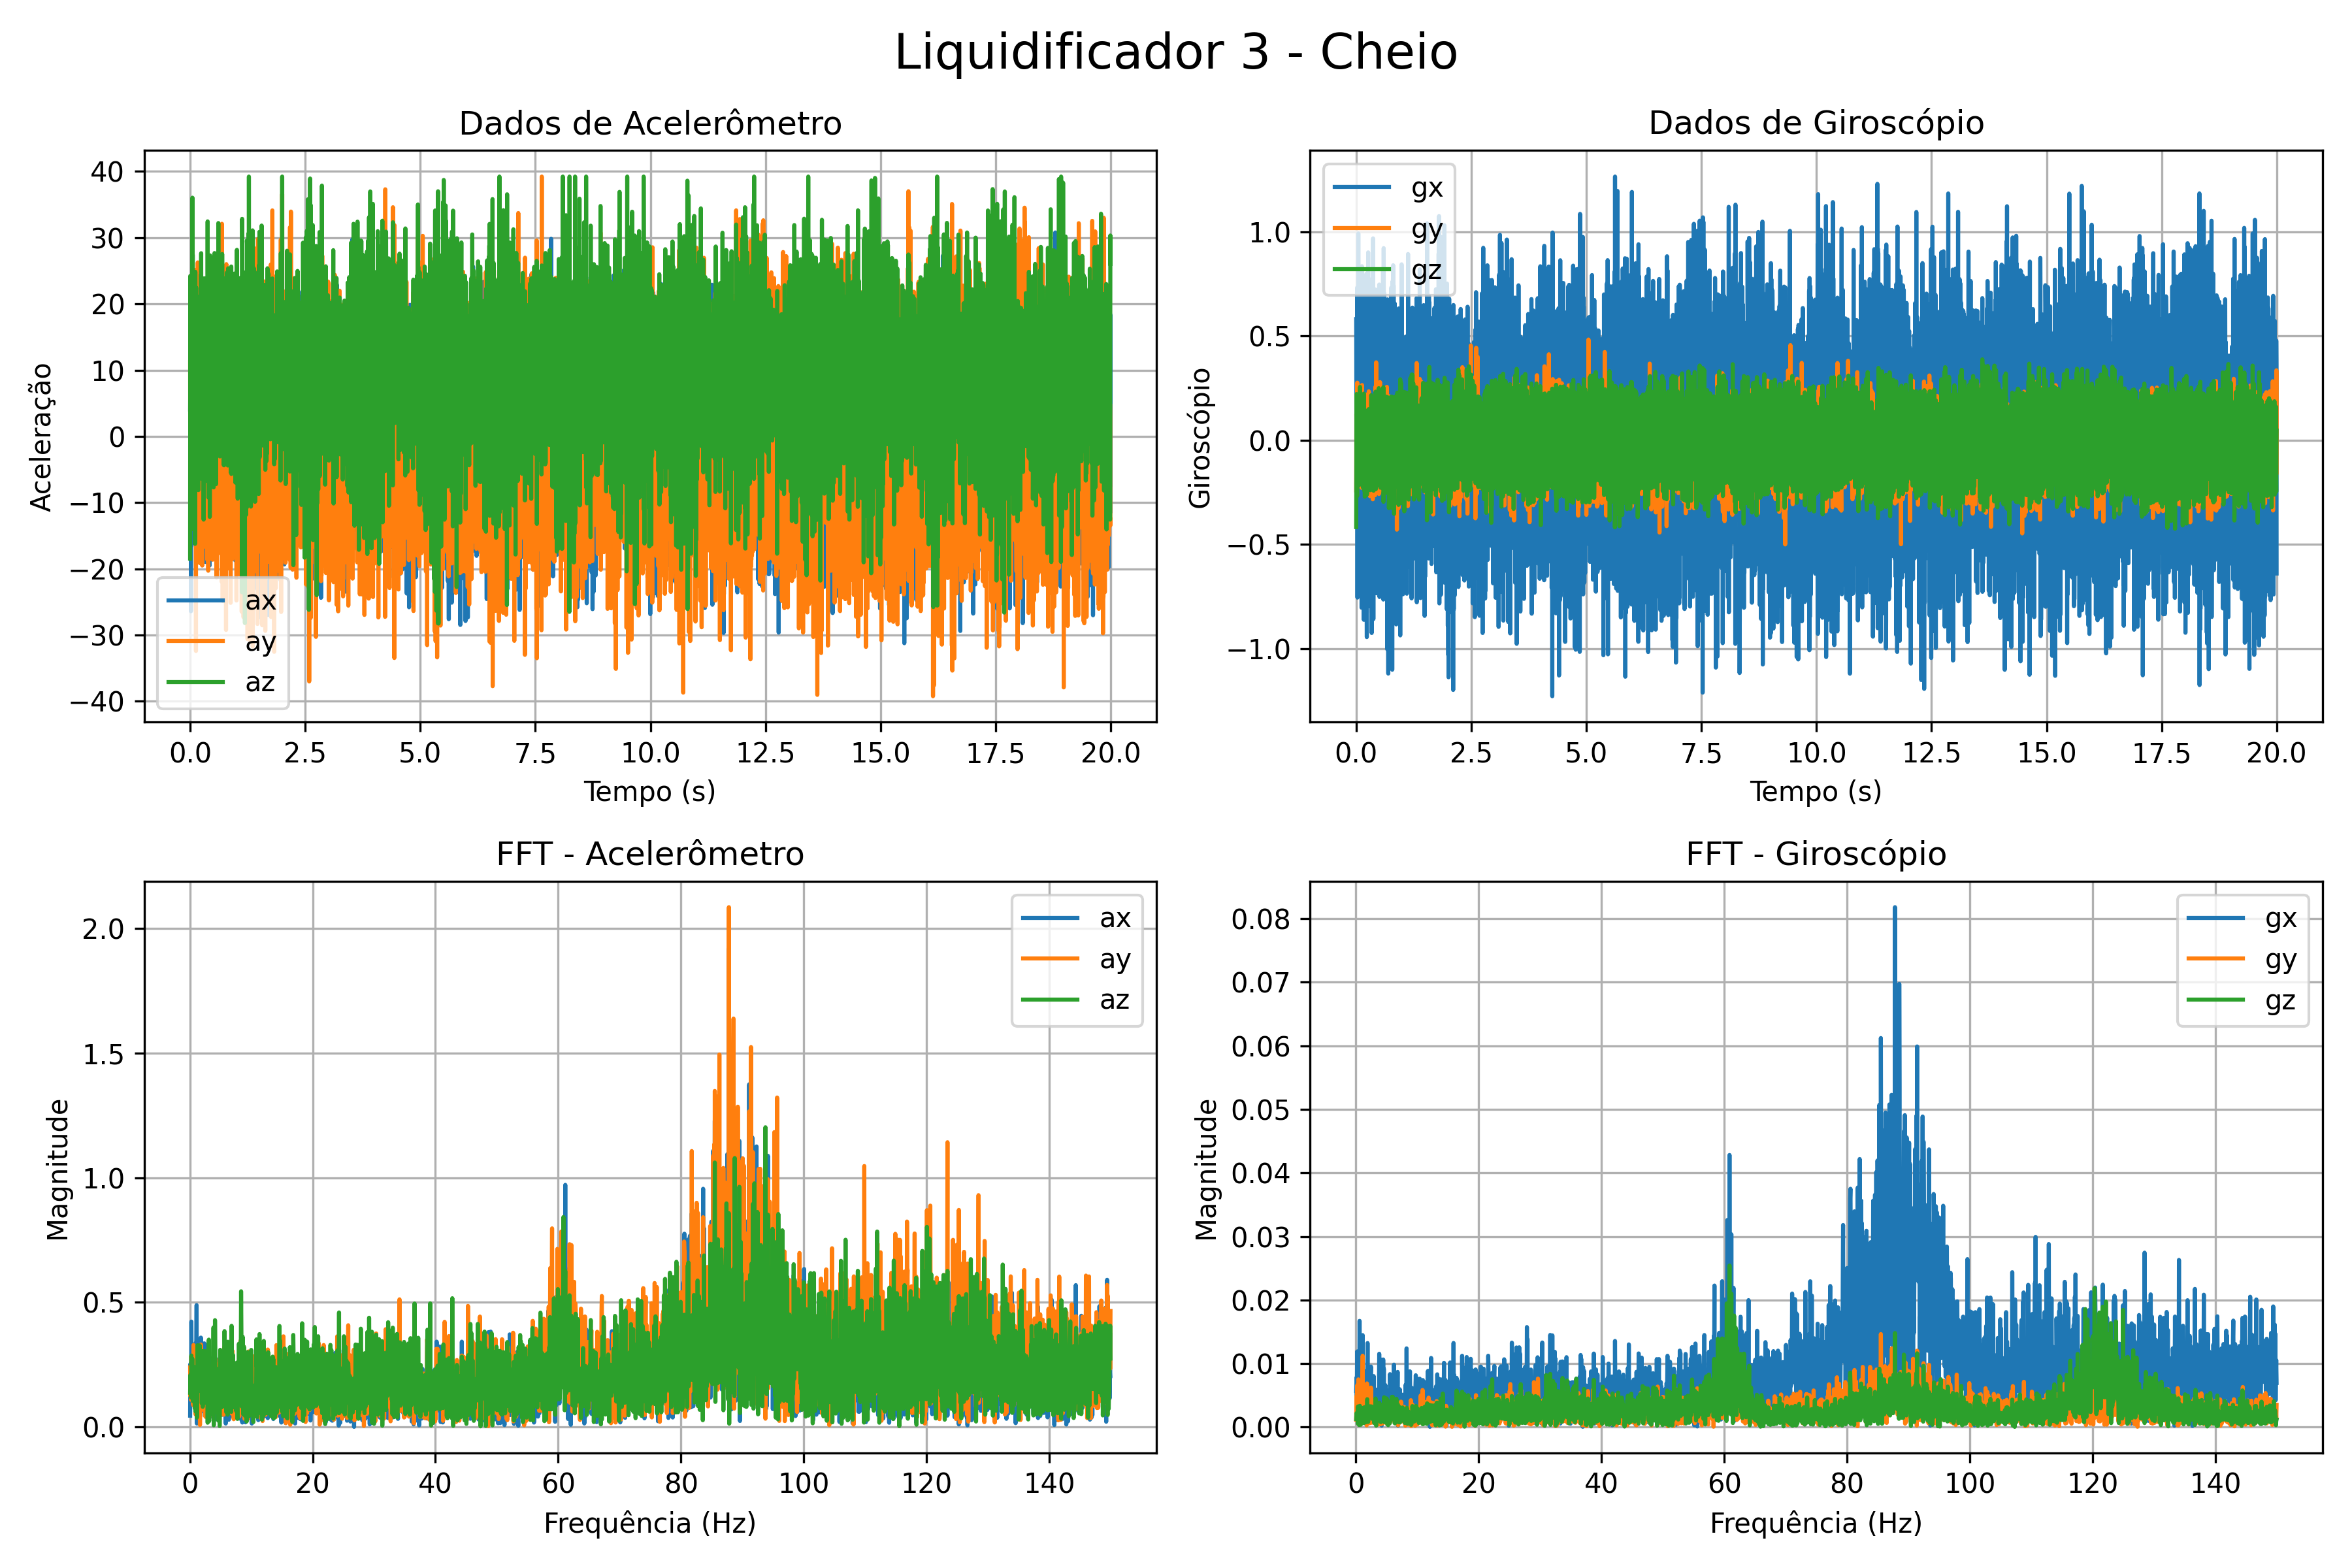 Liquidificador 3 - Cheio
Dados de Acelerômetro
Aceleração
40
30
20
10
0
−10
−20
−30
−40
ax
ay
az
0.0 2.5 5.0 7.5 10.0 12.5 15.0 17.5 20.0
Tempo (s)
Dados de Giroscópio
Giroscópio
1.0
0.5
0.0
−0.5
−1.0
gx
gy
gz
0.0 2.5 5.0 7.5 10.0 12.5 15.0 17.5 20.0
Tempo (s)
FFT - Acelerômetro
Magnitude
2.0
1.5
1.0
0.5
0.0
ax
ay
az
0 20 40 60 80 100 120 140
Frequência (Hz)
FFT - Giroscópio
Magnitude
0.08
0.07
0.06
0.05
0.04
0.03
0.02
0.01
0.00
gx
gy
gz
0 20 40 60 80 100 120 140
Frequência (Hz)